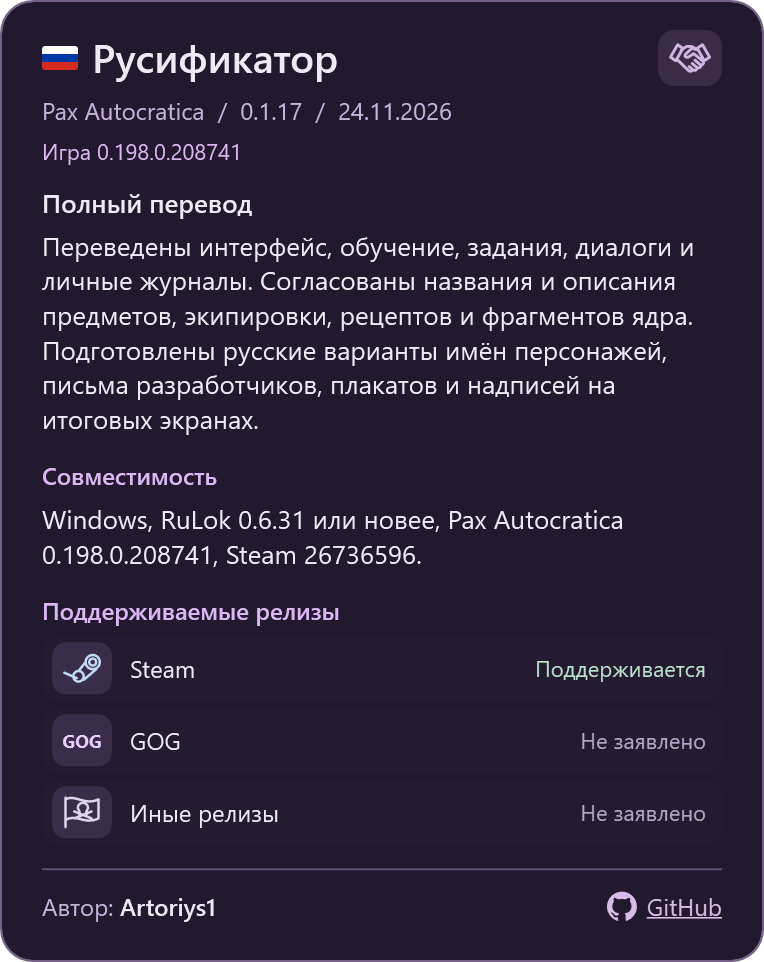 Русификатор
Pax Autocratica / 0.1.17 / 24.11.2026
Игра 0.198.0.208741
Полный перевод
Переведены интерфейс, обучение, задания, диалоги и
личные журналы. Согласованы названия и описания
предметов, экипировки, рецептов и фрагментов ядра.
Подготовлены русские варианты имён персонажей,
письма разработчиков, плакатов и надписей на
итоговых экранах.
Совместимость
Windows, RuLok 0.6.31 или новее, Pax Autocratica
0.198.0.208741, Steam 26736596.
Поддерживаемые релизы
Steam Поддерживается
GOG GOG Не заявлено
Иные релизы Не заявлено
Автор: Artoriys1 GitHub